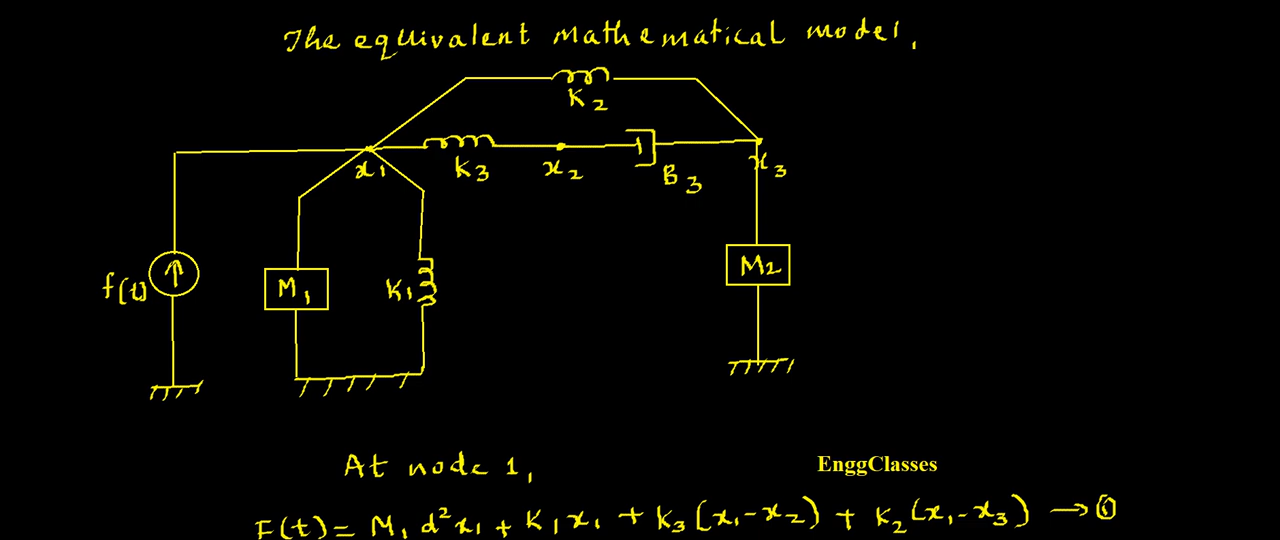 The equivalent mathematical model,
K2
x1
K3
x2
B3
x3
f(t)
M1
K1
M2
At node 1,
EnggClasses
F(t) = M1 d²x1 + K1x1 + K3(x1-x2) + K2(x1-x3) → ①